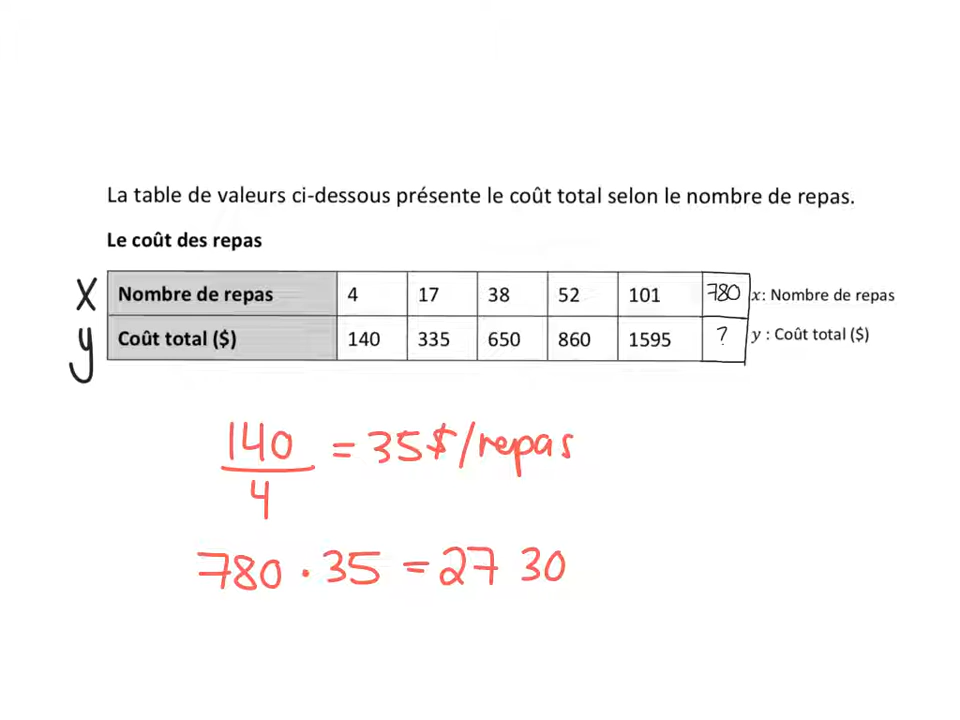 La table de valeurs ci-dessous présente le coût total selon le nombre de repas.
Le coût des repas
x Nombre de repas 4 17 38 52 101 780 x : Nombre de repas
y Coût total ($) 140 335 650 860 1595 ? y : Coût total ($)
140 = 35$/repas
4
780 · 35 = 27 30